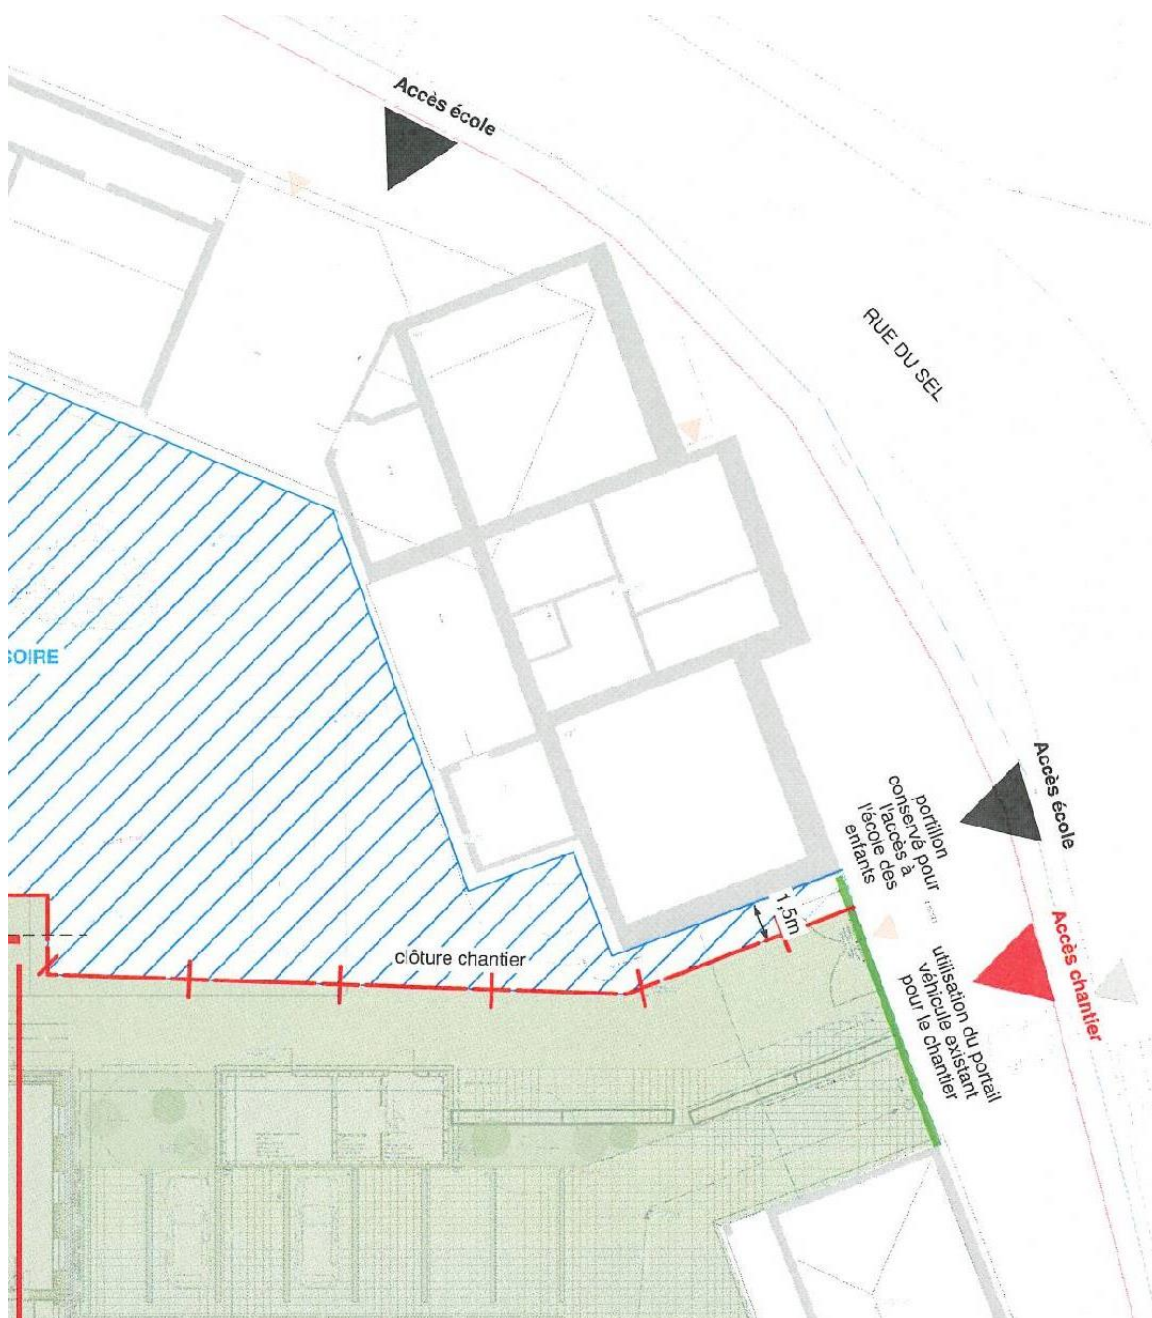 Accès école
RUE DU SEL
SOIRE
Accès école
portillon
conservé pour
l'accès à
l'école des
enfants
1,5m
clôture chantier
Accès chantier
utilisation du portail
véhicule existant
pour le chantier